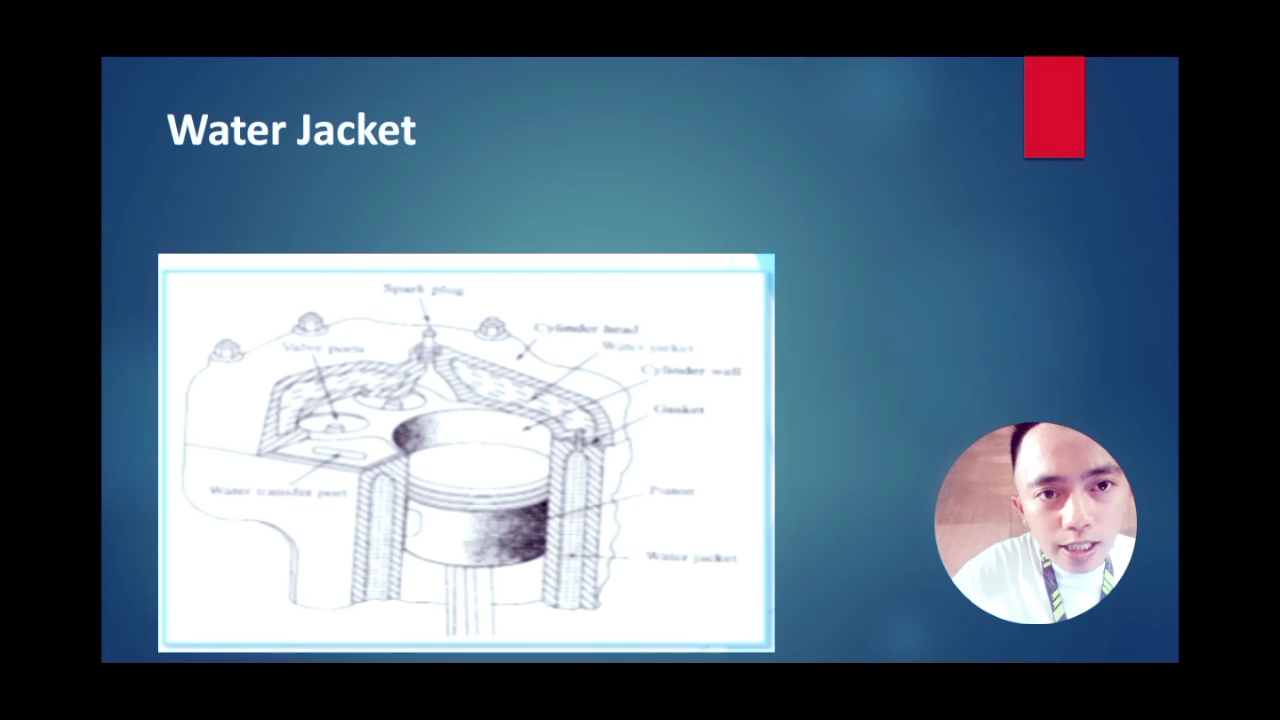 Water Jacket
Spark plug
Cylinder head
Valve ports
Water jacket
Cylinder wall
Gasket
Water transfer port
Piston
Water jacket